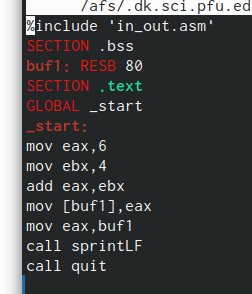 /afs/.dk.sci.pfu.ed
%include 'in_out.asm'
SECTION .bss
buf1: RESB 80
SECTION .text
GLOBAL _start
_start:
mov eax,6
mov ebx,4
add eax,ebx
mov [buf1],eax
mov eax,buf1
call sprintLF
call quit